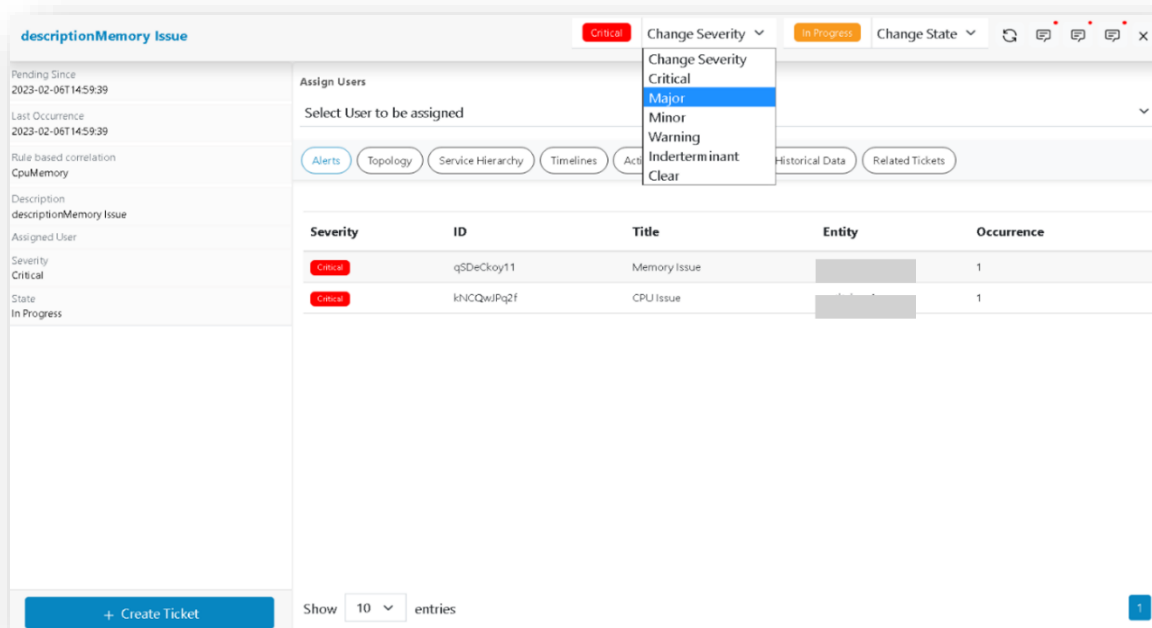 descriptionMemory Issue
Critical
Change Severity
In Progress
Change State
Change Severity
Critical
Major
Minor
Warning
Inderterminant
Clear
Pending Since
2023-02-06T14:59:39
Last Occurrence
2023-02-06T14:59:39
Rule based correlation
CpuMemory
Description
descriptionMemory Issue
Assigned User
Severity
Critical
State
In Progress
+ Create Ticket
Assign Users
Select User to be assigned
Alerts Topology Service Hierarchy Timelines Historical Data Related Tickets
Severity ID Title Entity Occurrence
Critical qSDeCkoy11 Memory Issue 1
Critical kNCQwJPq2f CPU Issue 1
Show 10 entries
1